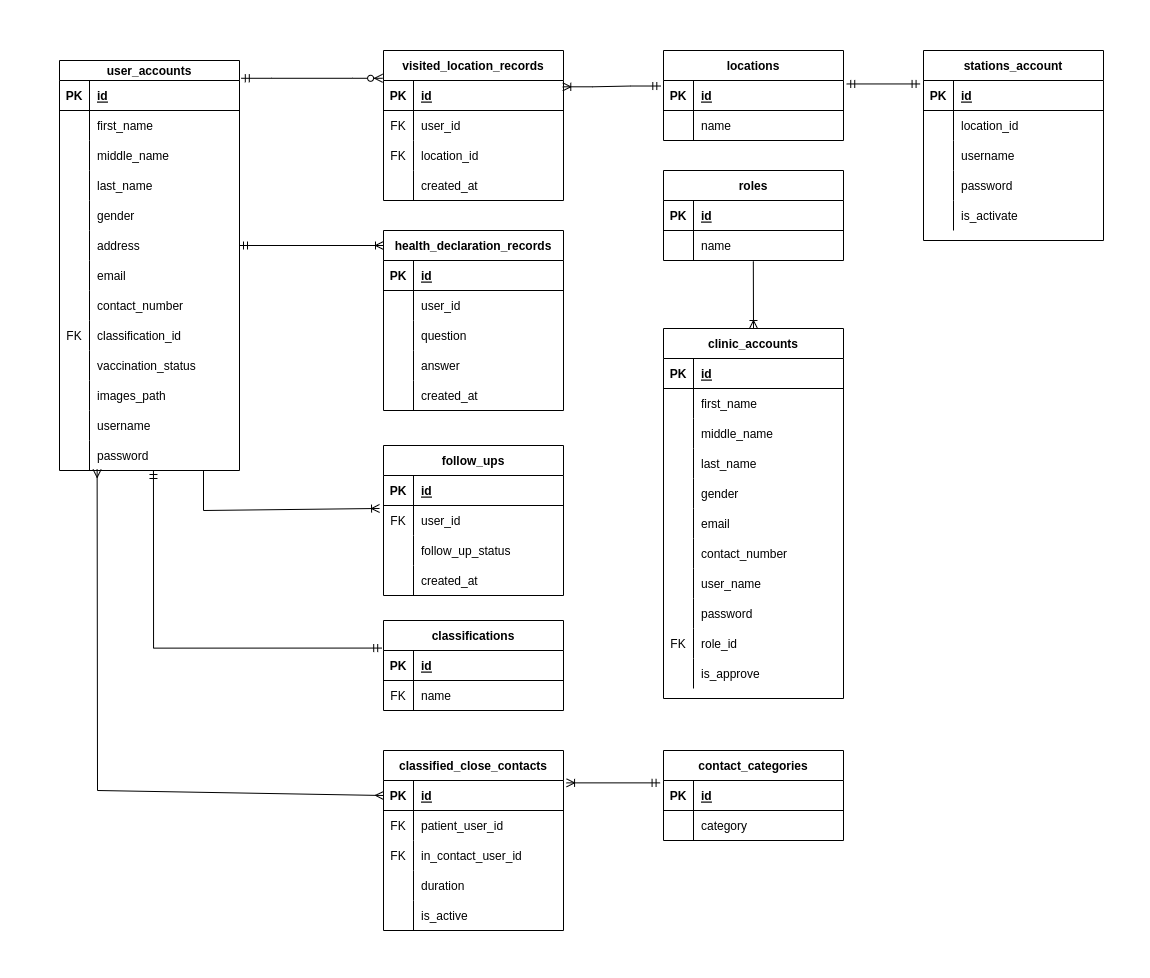 user_accounts
PK id
first_name
middle_name
last_name
gender
address
email
contact_number
FK classification_id
vaccination_status
images_path
username
password
visited_location_records
PK id
FK user_id
FK location_id
created_at
health_declaration_records
PK id
user_id
question
answer
created_at
follow_ups
PK id
FK user_id
follow_up_status
created_at
classifications
PK id
FK name
classified_close_contacts
PK id
FK patient_user_id
FK in_contact_user_id
duration
is_active
locations
PK id
name
roles
PK id
name
clinic_accounts
PK id
first_name
middle_name
last_name
gender
email
contact_number
user_name
password
FK role_id
is_approve
contact_categories
PK id
category
stations_account
PK id
location_id
username
password
is_activate